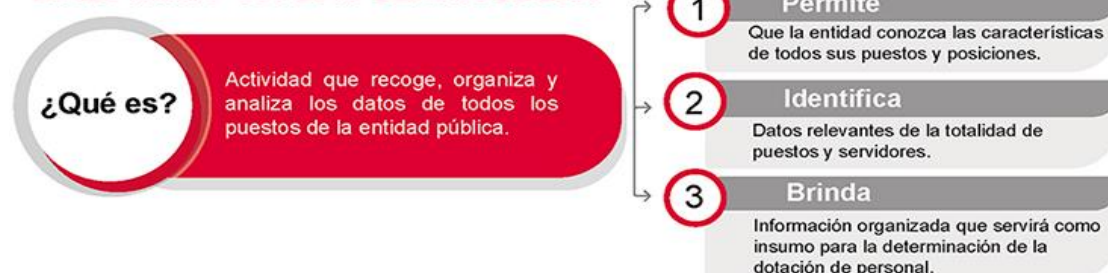 ¿Qué es?
Actividad que recoge, organiza y
analiza los datos de todos los
puestos de la entidad pública.
1
Permite
Que la entidad conozca las características
de todos sus puestos y posiciones.
2
Identifica
Datos relevantes de la totalidad de
puestos y servidores.
3
Brinda
Información organizada que servirá como
insumo para la determinación de la
dotación de personal.